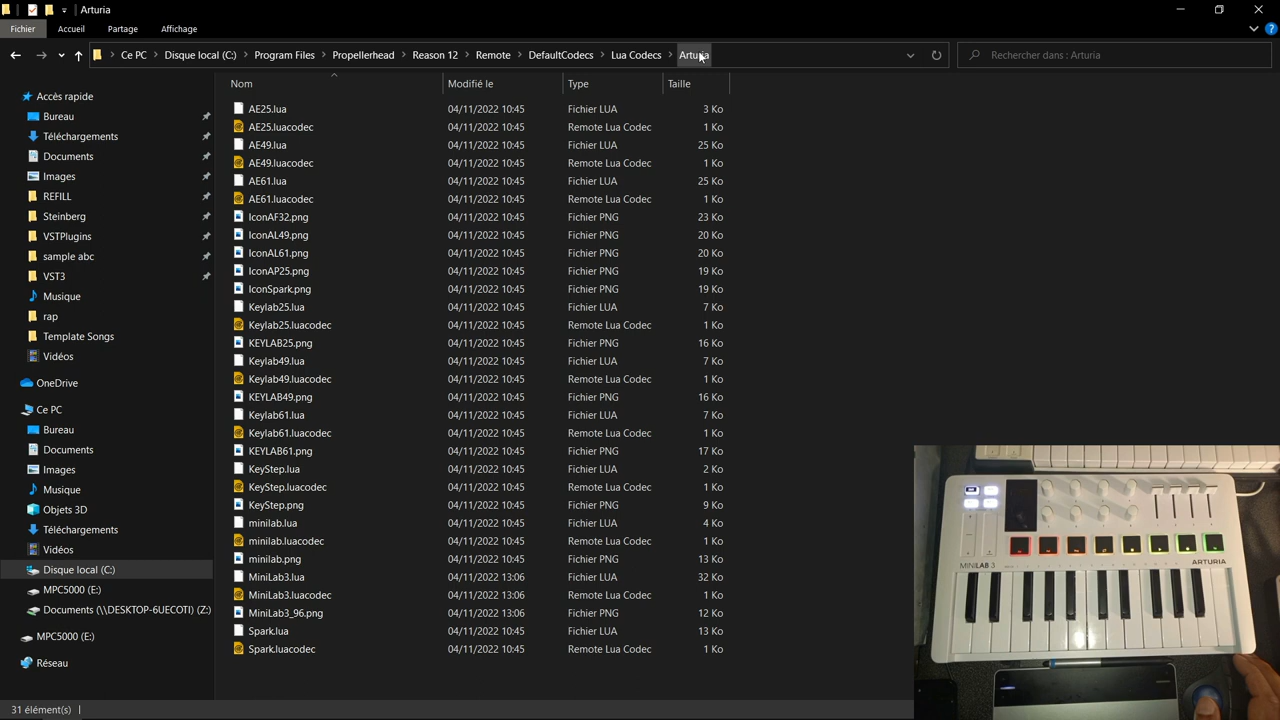 Arturia
Fichier Accueil Partage Affichage
Ce PC Disque local (C:) Program Files Propellerhead Reason 12 Remote DefaultCodecs Lua Codecs Arturia
Rechercher dans : Arturia
Nom Modifié le Type Taille
Accès rapide
Bureau
Téléchargements
Documents
Images
REFILL
Steinberg
VSTPlugins
sample abc
VST3
Musique
rap
Template Songs
Vidéos
OneDrive
Ce PC
Bureau
Documents
Images
Musique
Objets 3D
Téléchargements
Vidéos
Disque local (C:)
MPC5000 (E:)
Documents (\\DESKTOP-6UECOTI) (Z:)
MPC5000 (E:)
Réseau
AE25.lua 04/11/2022 10:45 Fichier LUA 3 Ko
AE25.luacodec 04/11/2022 10:45 Remote Lua Codec 1 Ko
AE49.lua 04/11/2022 10:45 Fichier LUA 25 Ko
AE49.luacodec 04/11/2022 10:45 Remote Lua Codec 1 Ko
AE61.lua 04/11/2022 10:45 Fichier LUA 25 Ko
AE61.luacodec 04/11/2022 10:45 Remote Lua Codec 1 Ko
IconAF32.png 04/11/2022 10:45 Fichier PNG 23 Ko
IconAL49.png 04/11/2022 10:45 Fichier PNG 20 Ko
IconAL61.png 04/11/2022 10:45 Fichier PNG 20 Ko
IconAP25.png 04/11/2022 10:45 Fichier PNG 19 Ko
IconSpark.png 04/11/2022 10:45 Fichier PNG 19 Ko
Keylab25.lua 04/11/2022 10:45 Fichier LUA 7 Ko
Keylab25.luacodec 04/11/2022 10:45 Remote Lua Codec 1 Ko
KEYLAB25.png 04/11/2022 10:45 Fichier PNG 16 Ko
Keylab49.lua 04/11/2022 10:45 Fichier LUA 7 Ko
Keylab49.luacodec 04/11/2022 10:45 Remote Lua Codec 1 Ko
KEYLAB49.png 04/11/2022 10:45 Fichier PNG 16 Ko
Keylab61.lua 04/11/2022 10:45 Fichier LUA 7 Ko
Keylab61.luacodec 04/11/2022 10:45 Remote Lua Codec 1 Ko
KEYLAB61.png 04/11/2022 10:45 Fichier PNG 17 Ko
KeyStep.lua 04/11/2022 10:45 Fichier LUA 2 Ko
KeyStep.luacodec 04/11/2022 10:45 Remote Lua Codec 1 Ko
KeyStep.png 04/11/2022 10:45 Fichier PNG 9 Ko
minilab.lua 04/11/2022 10:45 Fichier LUA 4 Ko
minilab.luacodec 04/11/2022 10:45 Remote Lua Codec 1 Ko
minilab.png 04/11/2022 10:45 Fichier PNG 13 Ko
MiniLab3.lua 04/11/2022 13:06 Fichier LUA 32 Ko
MiniLab3.luacodec 04/11/2022 13:06 Remote Lua Codec 1 Ko
MiniLab3_96.png 04/11/2022 13:06 Fichier PNG 12 Ko
Spark.lua 04/11/2022 10:45 Fichier LUA 13 Ko
Spark.luacodec 04/11/2022 10:45 Remote Lua Codec 1 Ko
31 élément(s)
MINILAB 3
ARTURIA